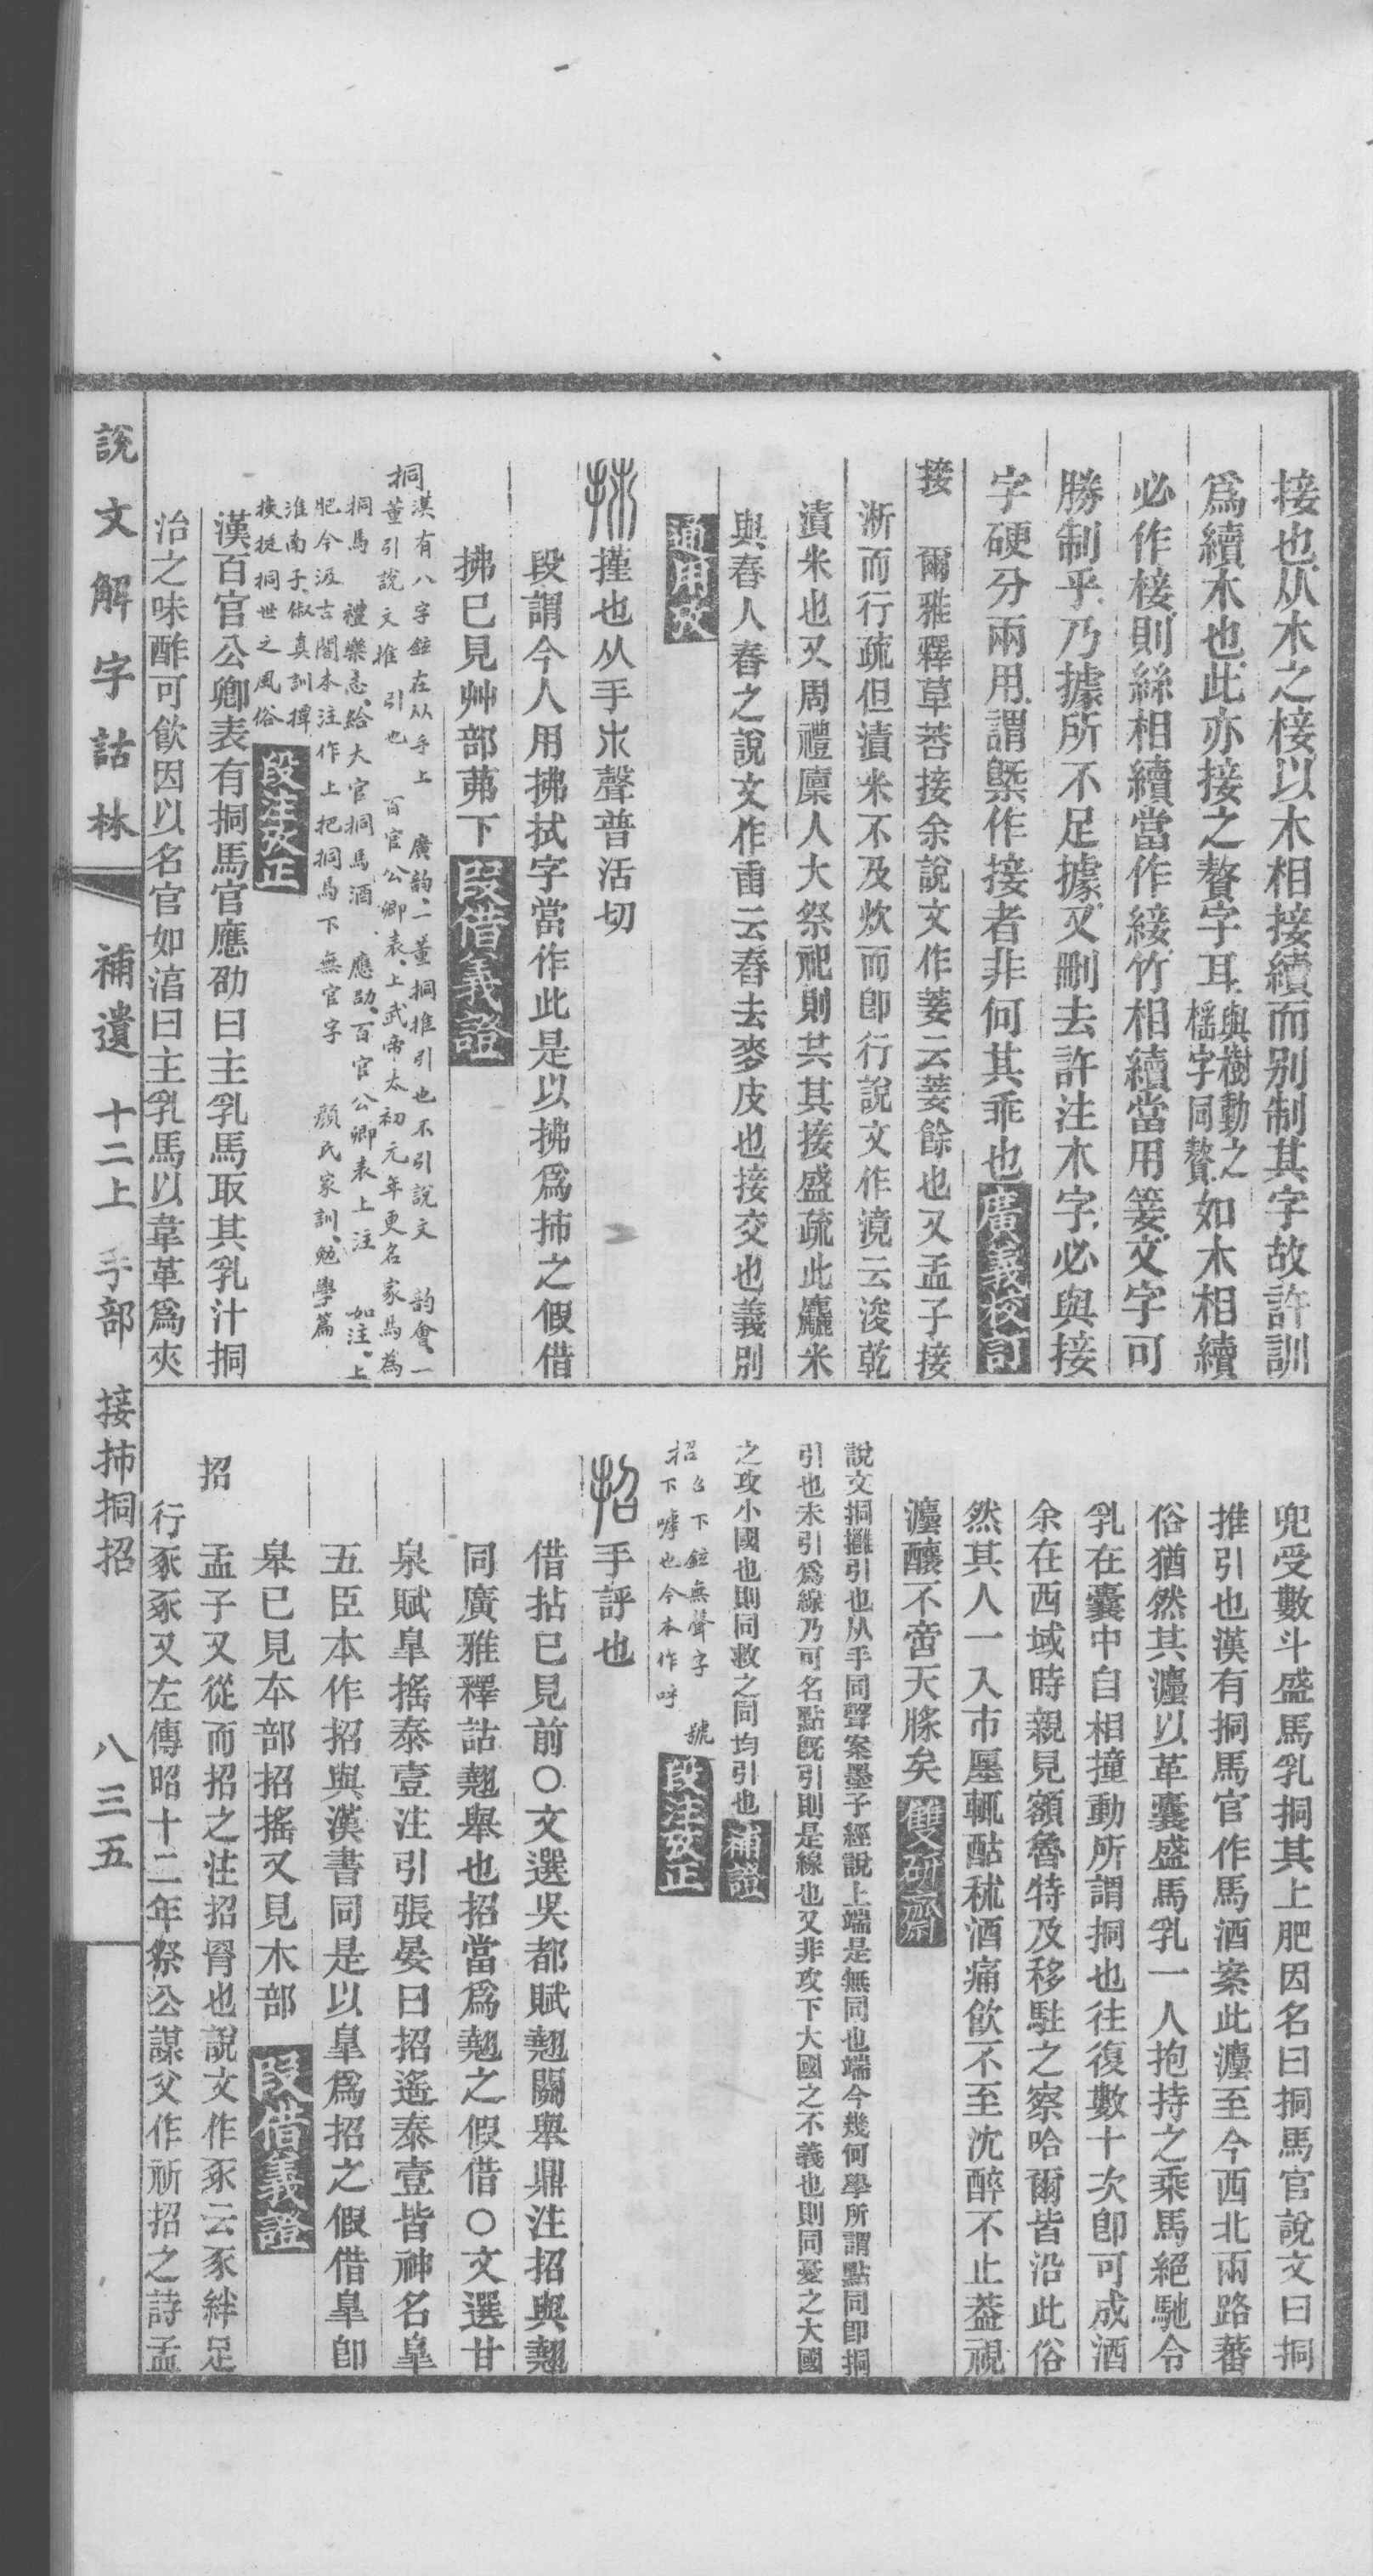 接也从木之椄以木相接續而别制其字故許訓
爲續木也此亦接之贅字耳與樹動之榣字同贅如木相續
必作椄則絲相續當作緁竹相續當用箑文字可
勝制乎乃據所不足據又刪去許注木字必與接
字硬分兩用謂槩作接者非何其乖也廣義校訂
接　爾雅釋草莕接余說文作菨云菨餘也又孟子接
淅而行疏但漬米不及炊而卽行說文作滰云浚乾
漬米也又周禮廩人大祭祀則共其接盛疏此䴡米
與舂人舂之說文作臿云舂去麥皮也接交也義別
通用攷
㧊撞也从手𣎵聲普活切
段謂今人用拂拭字當作此是以拂爲㧊之假借
拂已見艸部茀下段借義證
挏漢有八字鉉在从手上　廣韵、一董挏推引也不引說文　韵會、一
董引說文推引也　百官公卿表、上武帝太初元年更名家馬為
挏馬　禮樂志、給大官挏馬酒　應劭、百官公卿表上注　如注、上
肥今汲古閣本注作上把挏馬下無官字　顏氏家訓、勉學篇
淮南子、俶真訓撢
挾挺挏世之風俗段注攷正
漢百官公卿表有挏馬官應劭曰主乳馬取其乳汁挏
治之味酢可飲因以名官如湻曰主乳馬以韋革爲夾
兜受數斗盛馬乳挏其上肥因名曰挏馬官說文曰挏
推引也漢有挏馬官作馬酒案此湩至今西北兩路蕃
俗猶然其湩以革囊盛馬乳一人抱持之乘馬絕馳令
乳在囊中自相撞動所謂挏也往復數十次卽可成酒
余在西域時親見額魯特及移駐之察哈爾皆沿此俗
然其人一入市廛輒酤秫酒痛飲不至沈醉不止葢視
湩釀不啻天䐁矣雙硏齋
說文挏攡引也从手同聲案墨子經說上端是無同也端今幾何學所謂點同卽挏
引也未引爲線乃可名點既引則是線也又非攻下大國之不義也則同憂之大國
之攻小國也則同救之同均引也補證
招召下鉉無聲字　號
下嘑也今本作呼段注攷正
招手評也
借拈已見前○文選吳都賦翹關舉鼎注招與翹
同廣雅釋詁翹舉也招當爲翹之假借○文選甘
泉賦臯搖泰壹注引張晏曰招遙泰壹皆神名臯
五臣本作招與漢書同是以臯爲招之假借臯卽
皋已見本部招搖又見木部段借義證
招　孟子又從而招之注招罥也說文作豖云豖絆足
行豖豖又左傳昭十二年祭公謀父作祈招之詩孟
說文解字詁林　補遺　十二上　手部　接㧊挏招　八三五